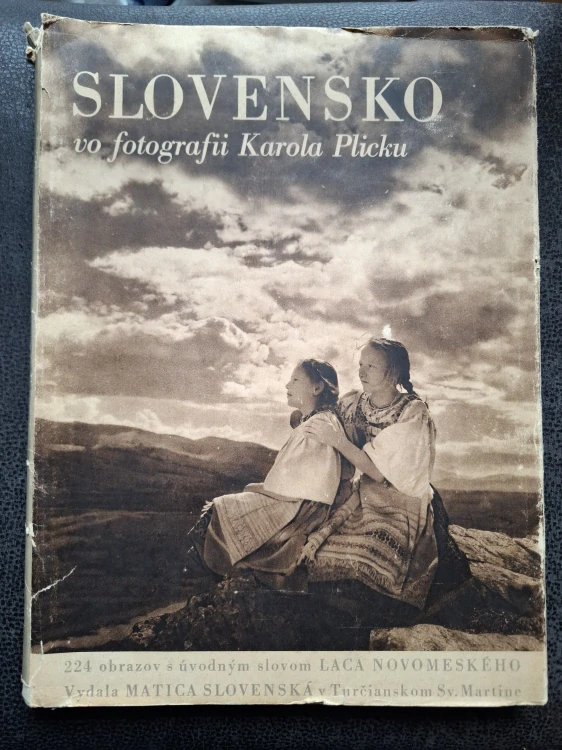 SLOVENSKO
vo fotografii Karola Plicku
224 obrazov s úvodným slovom LACA NOVOMESKÉHO
Vydala MATICA SLOVENSKÁ v Turčianskom Sv. Martine